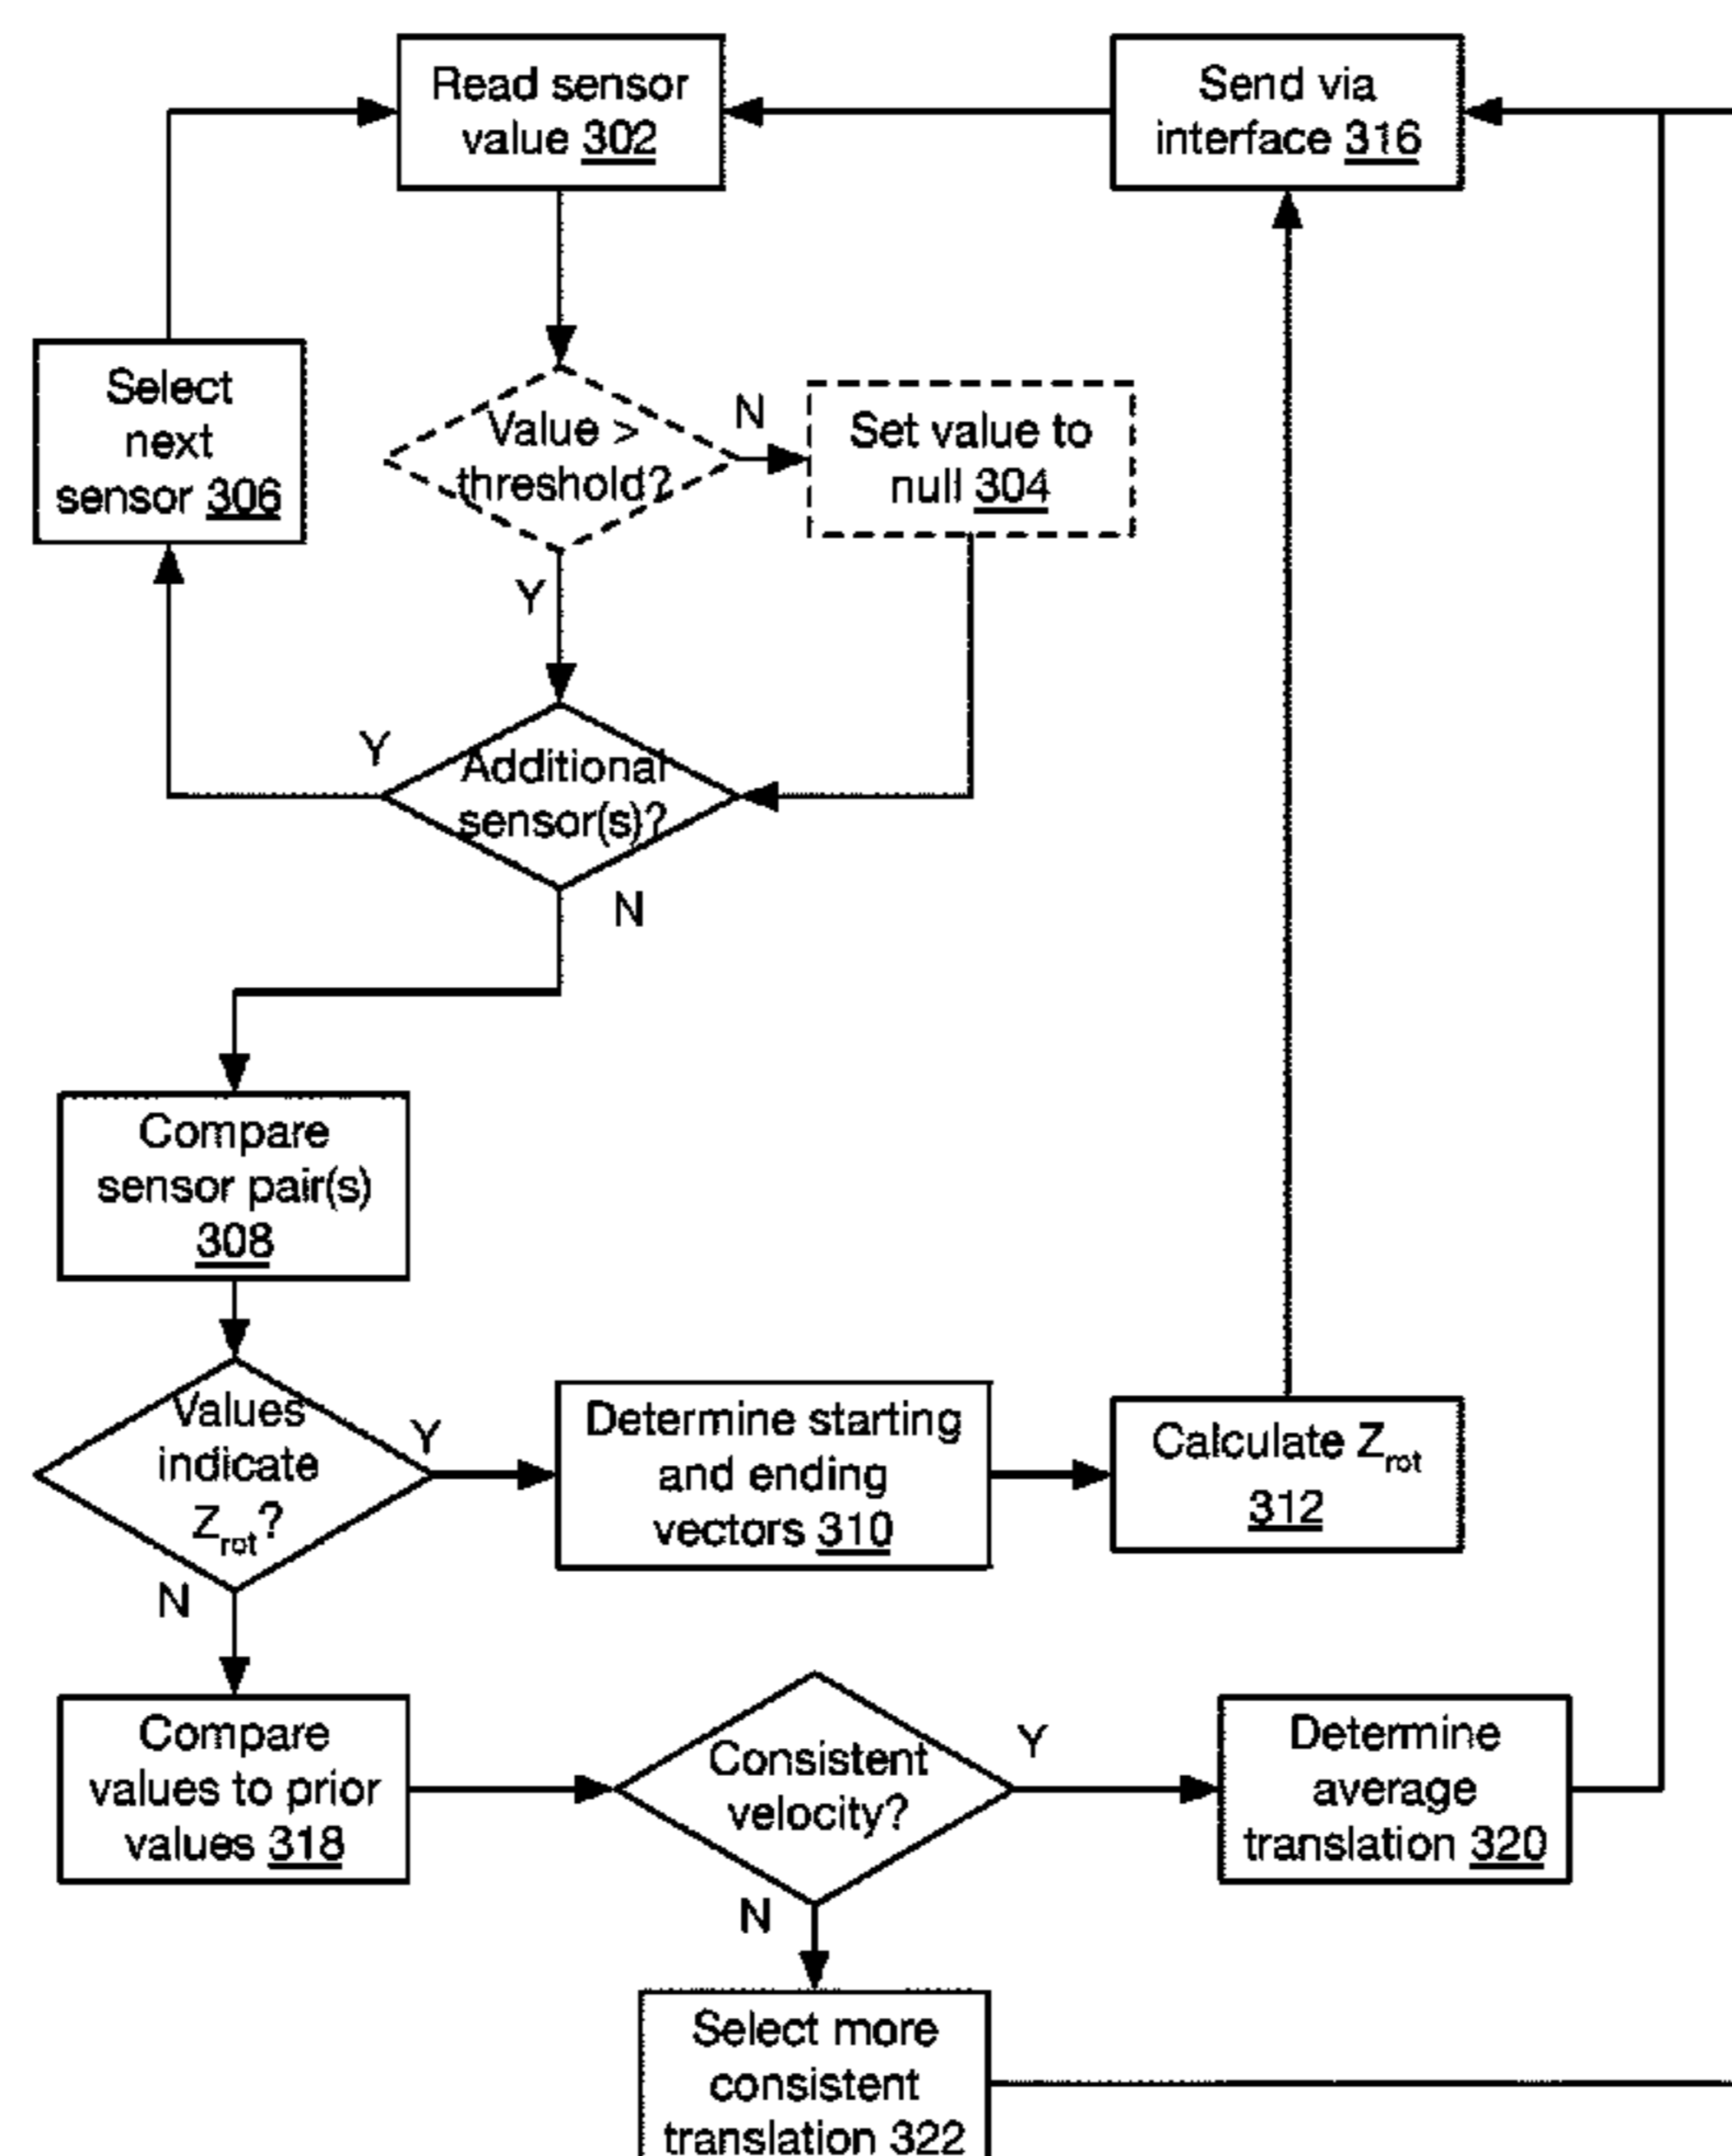 Read sensor
value 302
Send via
interface 316
Select
next
sensor 306
Value >
threshold?
N
Set value to
null 304
Y
Y
Additional
sensor(s)?
N
Compare
sensor pair(s)
308
Values
indicate
Zrot?
Y
Determine starting
and ending
vectors 310
Calculate Zrot
312
N
Compare
values to prior
values 318
Consistent
velocity?
Y
Determine
average
translation 320
N
Select more
consistent
translation 322